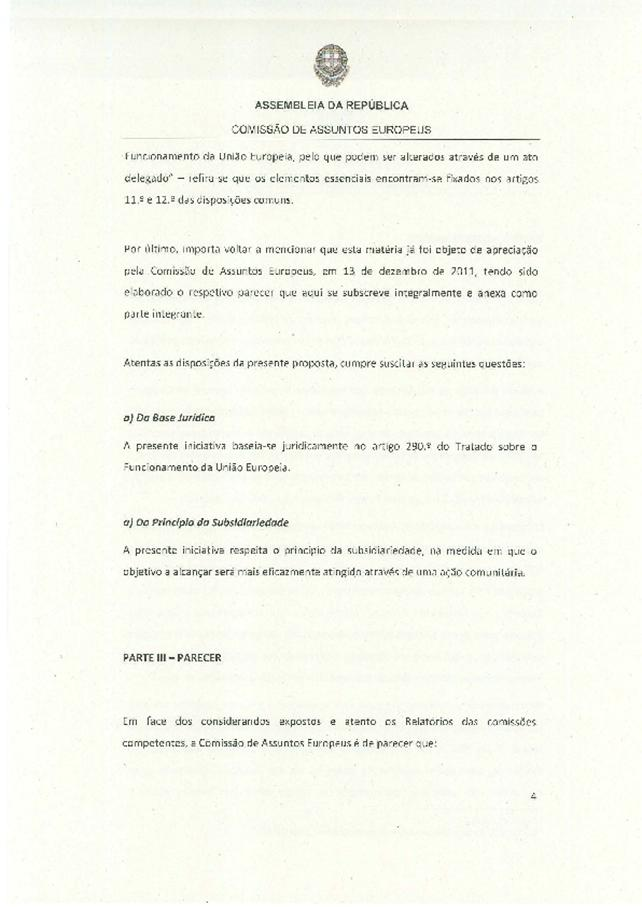 ASSEMBLEIA DA REPÚBLICA
COMISSÃO DE ASSUNTOS EUROPEUS
Funcionamento da União Europeia, pelo que podem ser alterados através de um ato
delegado" – refira se que os elementos essenciais encontram-se fixados nos artigos
11.º e 12.º das disposições comuns.
Por último, importa voltar a mencionar que esta matéria já foi objeto de apreciação
pela Comissão de Assuntos Europeus, em 13 de dezembro de 2011, tendo sido
elaborado o respetivo parecer que aqui se subscreve integralmente e anexa como
parte integrante.
Atentas as disposições da presente proposta, cumpre suscitar as seguintes questões:
a) Da Base Jurídica
A presente iniciativa baseia-se juridicamente no artigo 290.º do Tratado sobre o
Funcionamento da União Europeia.
a) Do Princípio da Subsidiariedade
A presente iniciativa respeita o princípio da subsidiariedade, na medida em que o
objetivo a alcançar será mais eficazmente atingido através de uma ação comunitária.
PARTE III – PARECER
Em face dos considerandos expostos e atento os Relatórios das comissões
competentes, a Comissão de Assuntos Europeus é de parecer que:
4